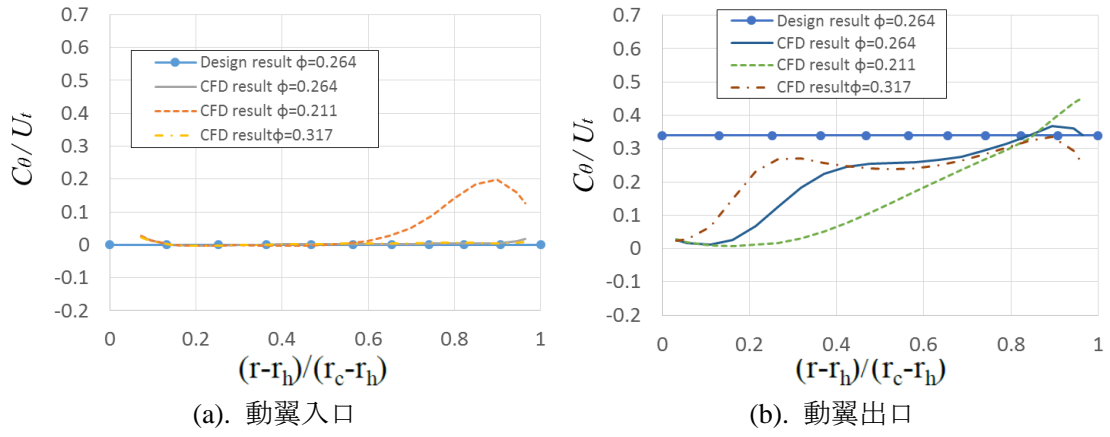 0.7
0.6
0.5
0.4
0.3
0.2
0.1
0
-0.1
-0.2
Cθ/ Ut
Design result ϕ=0.264
CFD result ϕ=0.264
CFD result ϕ=0.211
CFD resultϕ=0.317
0 0.2 0.4 0.6 0.8 1
(r-rh)/(rc-rh)
(a). 動翼入口
0.7
0.6
0.5
0.4
0.3
0.2
0.1
0
-0.1
-0.2
Cθ/ Ut
Design result ϕ=0.264
CFD result ϕ=0.264
CFD result ϕ=0.211
CFD resultϕ=0.317
0 0.2 0.4 0.6 0.8 1
(r-rh)/(rc-rh)
(b). 動翼出口